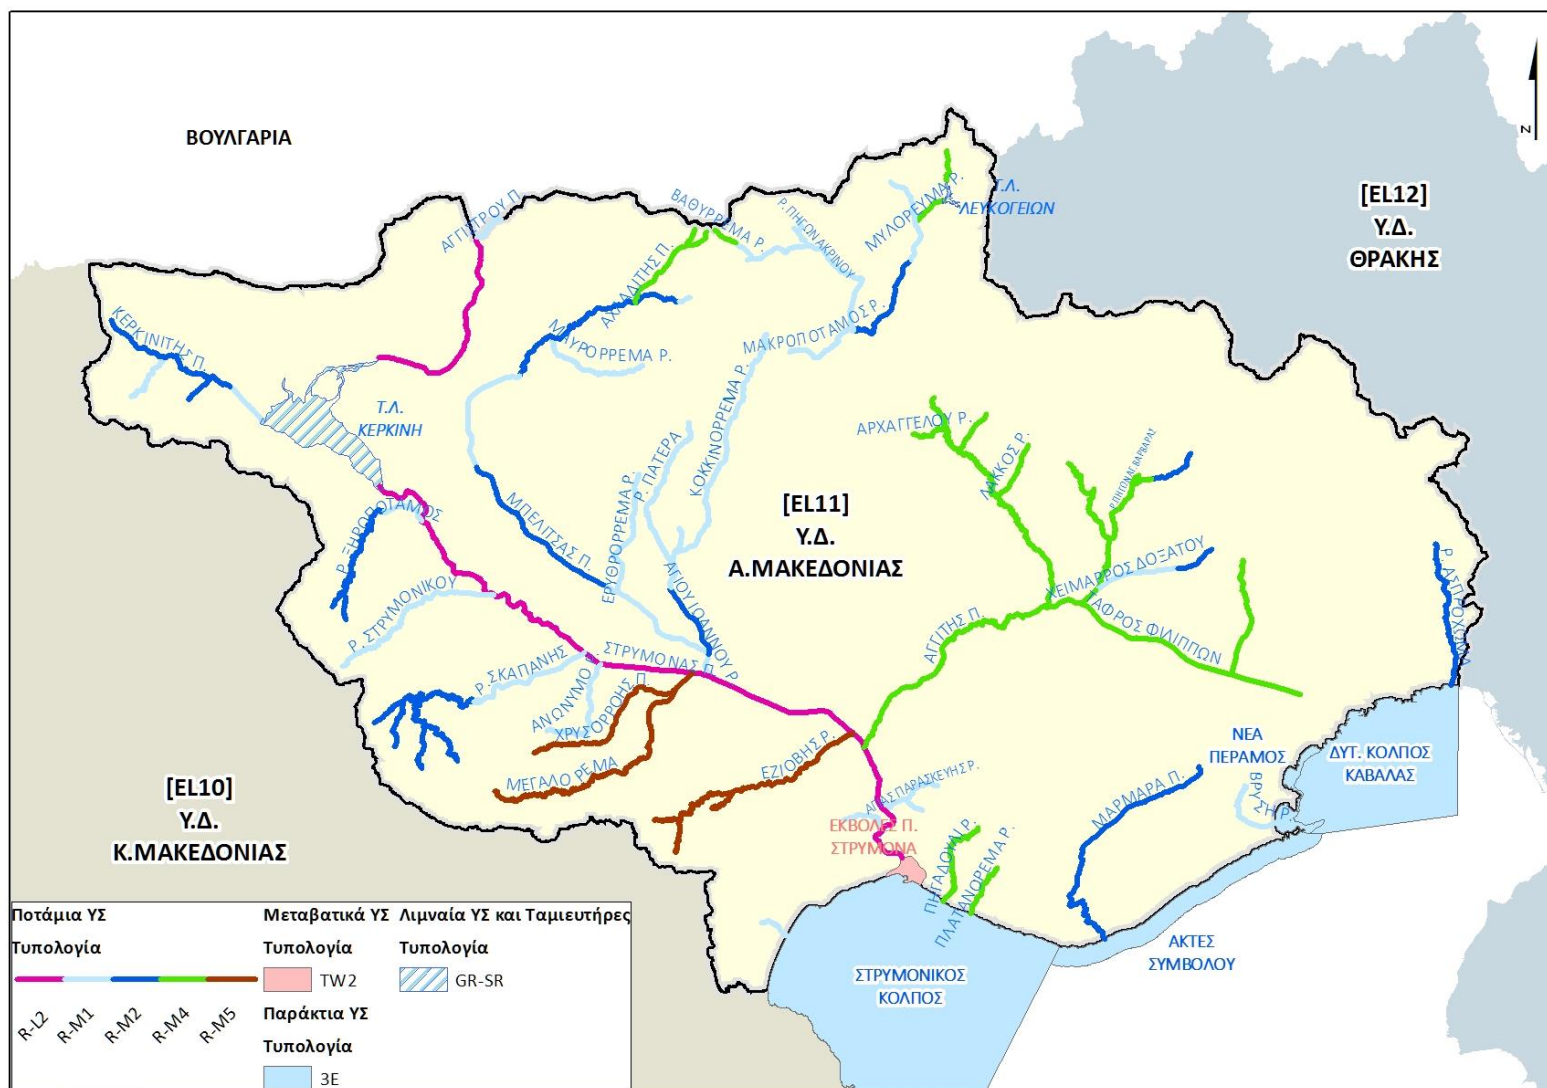 ΒΟΥΛΓΑΡΙΑ
[EL12]
Υ.Δ.
ΘΡΑΚΗΣ
Ν
ΑΓΓΙΣΤΡΟΥ Π.
ΒΑΘΥΡΡΕΜΑ Ρ.
Ρ. ΠΗΓΩΝ ΑΚΡΙΝΟΥ
ΜΥΛΟΡΕΥΜΑ Ρ.
Τ.Λ.
ΛΕΥΚΟΓΕΙΩΝ
ΑΧΛΑΔΙΤΗΣ Π.
ΚΕΡΚΙΝΙΤΗΣ Π.
ΜΑΥΡΟΡΡΕΜΑ Ρ.
ΜΑΚΡΟΠΟΤΑΜΟΣ Ρ.
Τ.Λ.
ΚΕΡΚΙΝΗ
ΚΟΚΚΙΝΟΡΡΕΜΑ Ρ.
ΑΡΧΑΓΓΕΛΟΥ Ρ.
ΛΑΚΚΟΣ Ρ.
Ρ. ΠΑΤΕΡΑ
ΕΡΥΘΡΟΡΡΕΜΑ Ρ.
[EL11]
Υ.Δ.
Α.ΜΑΚΕΔΟΝΙΑΣ
Ρ. ΞΗΡΟΠΟΤΑΜΟΣ
ΜΠΕΛΙΤΣΑΣ Π.
ΑΓΙΟΥ ΙΩΑΝΝΟΥ Ρ.
ΧΕΙΜΑΡΡΟΣ ΔΟΞΑΤΟΥ
ΤΑΦΡΟΣ ΦΙΛΙΠΠΩΝ
ΑΓΓΙΤΗΣ Π.
Ρ. ΑΣΠΡΟΧΩΜΑ
Ρ. ΣΤΡΥΜΟΝΙΚΟΥ
Ρ. ΣΚΑΠΑΝΗΣ
ΣΤΡΥΜΟΝΑΣ Π.
ΑΝΩΝΥΜΟ
ΧΡΥΣΟΡΡΟΗΣ Π.
ΜΕΓΑΛΟ ΡΕΜΑ
ΕΖΙΟΒΗΣ Ρ.
ΝΕΑ
ΠΕΡΑΜΟΣ
ΔΥΤ. ΚΟΛΠΟΣ
ΚΑΒΑΛΑΣ
ΜΑΡΜΑΡΑ Π.
[EL10]
Υ.Δ.
Κ.ΜΑΚΕΔΟΝΙΑΣ
ΑΓΙΑΣ ΠΑΡΑΣΚΕΥΗΣ Ρ.
ΕΚΒΟΛΕΣ Π.
ΣΤΡΥΜΟΝΑ
ΠΗΓΑΔΟΥΛΙ Ρ.
ΠΛΑΤΑΝΟΡΕΜΑ Ρ.
ΑΚΤΕΣ
ΣΥΜΒΟΛΟΥ
ΣΤΡΥΜΟΝΙΚΟΣ
ΚΟΛΠΟΣ
Ποτάμια ΥΣ
Τυπολογία
R-L2
R-M1
R-M2
R-M4
R-M5
Μεταβατικά ΥΣ
Τυπολογία
TW2
Παράκτια ΥΣ
Τυπολογία
3E
Λιμναία ΥΣ και Ταμιευτήρες
Τυπολογία
GR-SR